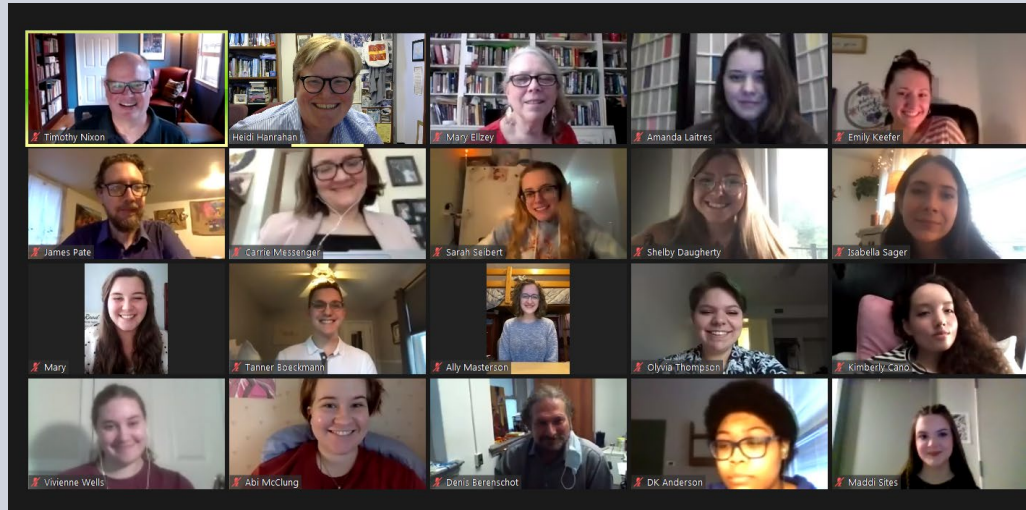 Timothy Nixon
Heidi Hanrahan
Mary Ellzey
Amanda Laitres
Emily Keefer
James Pate
Carrie Messenger
Sarah Seibert
Shelby Daugherty
Isabella Sager
Mary
Tanner Boeckmann
Ally Masterson
Olyvia Thompson
Kimberly Cano
Vivienne Wells
Abi McClung
Denis Berenschot
DK Anderson
Maddi Sites